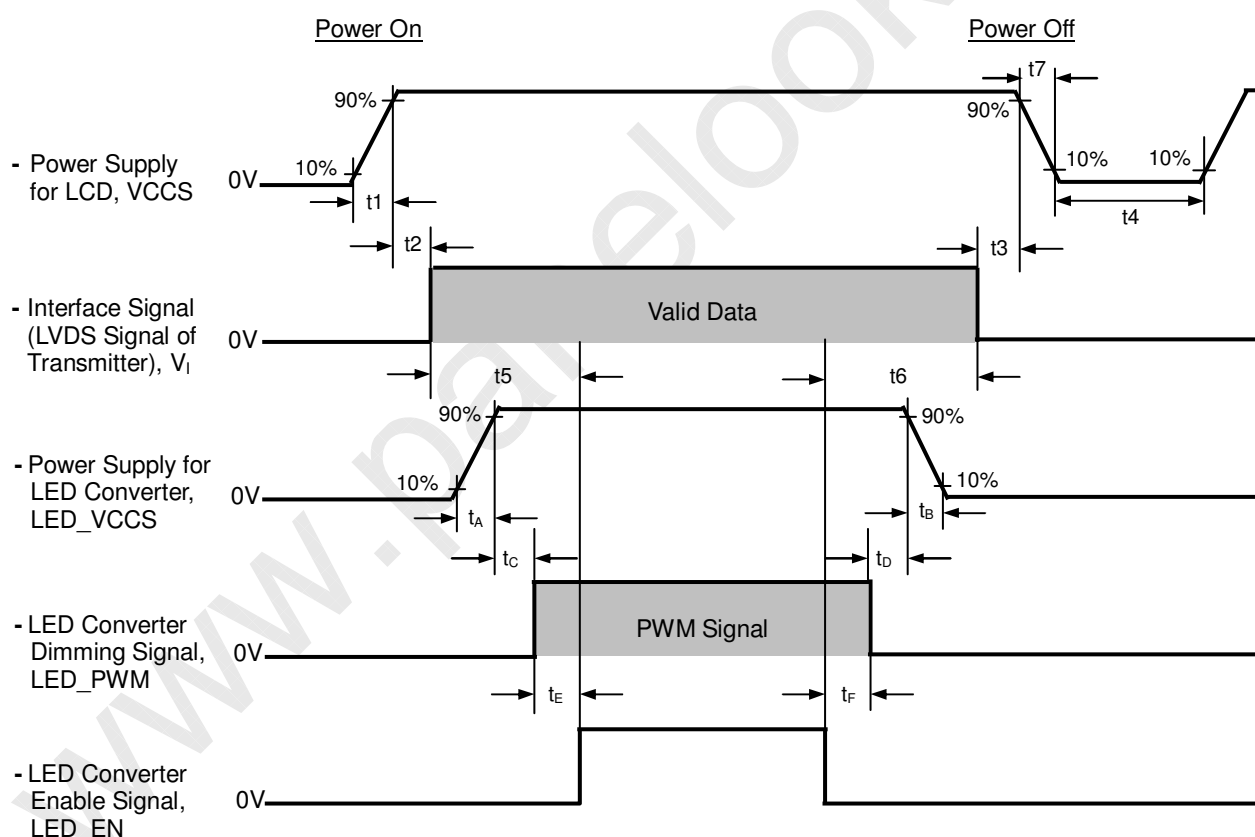 Power On
Power Off
t7
90%
90%
- Power Supply
for LCD, VCCS
10%
10%
10%
0V
t1
t4
t2
t3
- Interface Signal
(LVDS Signal of
Transmitter), VI
Valid Data
0V
t5
t6
90%
90%
- Power Supply for
LED Converter,
LED_VCCS
10%
10%
0V
tA
tB
tC
tD
- LED Converter
Dimming Signal,
LED_PWM
PWM Signal
0V
tE
tF
- LED Converter
Enable Signal,
LED_EN
0V